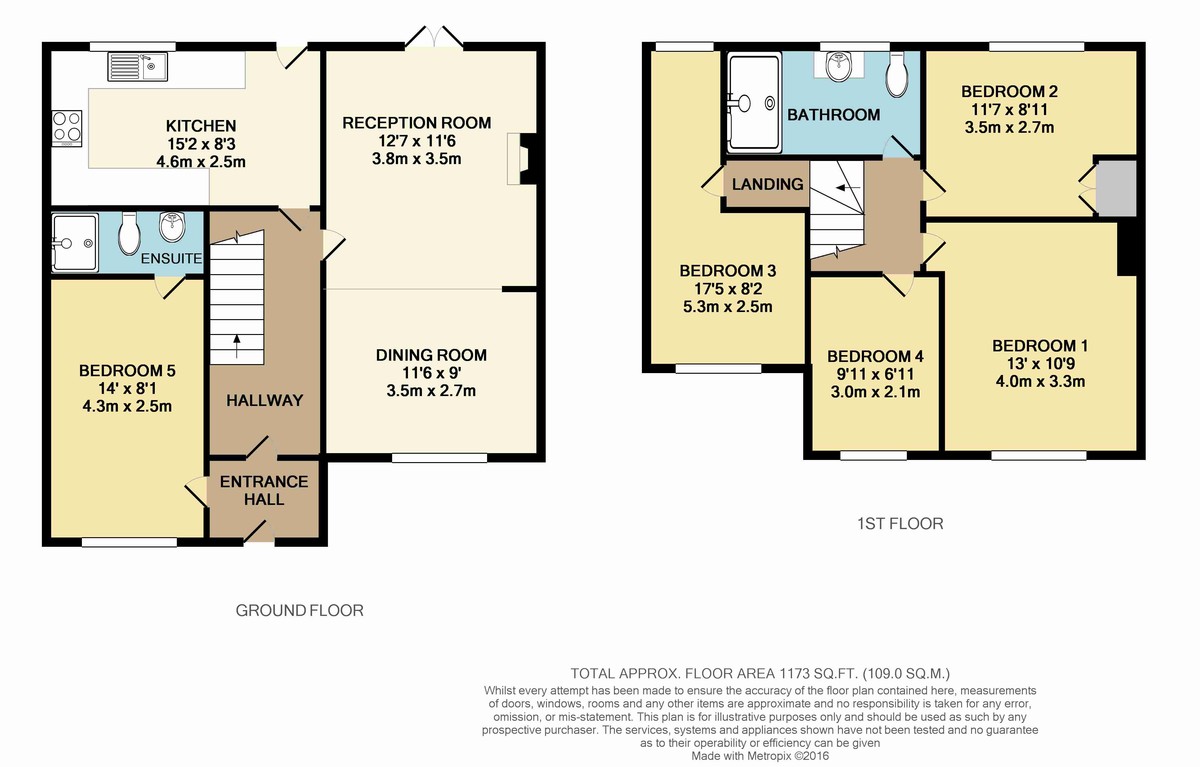 KITCHEN
15'2 x 8'3
4.6m x 2.5m
RECEPTION ROOM
12'7 x 11'6
3.8m x 3.5m
ENSUITE
BEDROOM 5
14' x 8'1
4.3m x 2.5m
HALLWAY
DINING ROOM
11'6 x 9'
3.5m x 2.7m
ENTRANCE
HALL
GROUND FLOOR
BATHROOM
BEDROOM 2
11'7 x 8'11
3.5m x 2.7m
LANDING
BEDROOM 3
17'5 x 8'2
5.3m x 2.5m
BEDROOM 4
9'11 x 6'11
3.0m x 2.1m
BEDROOM 1
13' x 10'9
4.0m x 3.3m
1ST FLOOR
TOTAL APPROX. FLOOR AREA 1173 SQ.FT. (109.0 SQ.M.)
Whilst every attempt has been made to ensure the accuracy of the floor plan contained here, measurements
of doors, windows, rooms and any other items are approximate and no responsibility is taken for any error,
omission, or mis-statement. This plan is for illustrative purposes only and should be used as such by any
prospective purchaser. The services, systems and appliances shown have not been tested and no guarantee
as to their operability or efficiency can be given
Made with Metropix ©2016